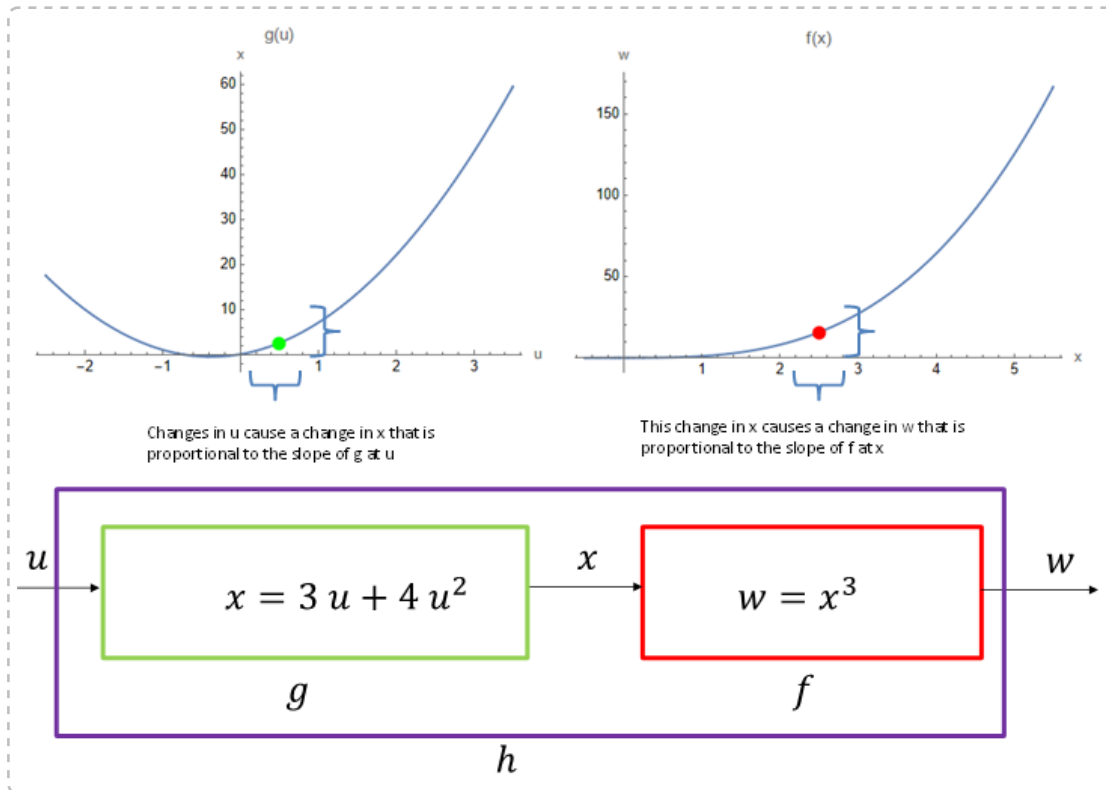 g(u)
x
60
50
40
30
20
10
−2 −1 1 2 3 u
f(x)
w
150
100
50
1 2 3 4 5 x
Changes in u cause a change in x that is
proportional to the slope of g at u
This change in x causes a change in w that is
proportional to the slope of f at x
u
x = 3 u + 4 u²
g
x
w = x³
f
w
h